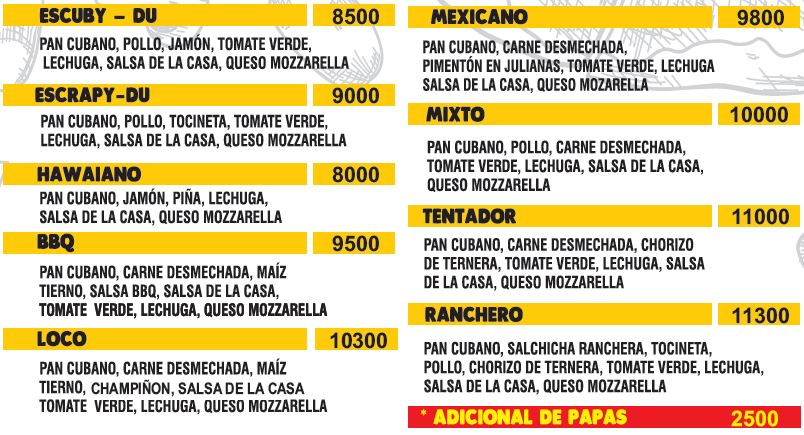 ESCUBY - DU 8500
PAN CUBANO, POLLO, JAMÓN, TOMATE VERDE,
LECHUGA, SALSA DE LA CASA, QUESO MOZZARELLA
ESCRAPY-DU 9000
PAN CUBANO, POLLO, TOCINETA, TOMATE VERDE,
LECHUGA, SALSA DE LA CASA, QUESO MOZZARELLA
HAWAIANO 8000
PAN CUBANO, JAMÓN, PIÑA, LECHUGA,
SALSA DE LA CASA, QUESO MOZZARELLA
BBQ 9500
PAN CUBANO, CARNE DESMECHADA, MAÍZ
TIERNO, SALSA BBQ, SALSA DE LA CASA,
TOMATE VERDE, LECHUGA, QUESO MOZZARELLA
LOCO 10300
PAN CUBANO, CARNE DESMECHADA, MAÍZ
TIERNO, CHAMPIÑON, SALSA DE LA CASA
TOMATE VERDE, LECHUGA, QUESO MOZZARELLA
MEXICANO 9800
PAN CUBANO, CARNE DESMECHADA,
PIMENTÓN EN JULIANAS, TOMATE VERDE, LECHUGA
SALSA DE LA CASA, QUESO MOZZARELLA
MIXTO 10000
PAN CUBANO, POLLO, CARNE DESMECHADA,
TOMATE VERDE, LECHUGA, SALSA DE LA CASA,
QUESO MOZZARELLA
TENTADOR 11000
PAN CUBANO, CARNE DESMECHADA, CHORIZO
DE TERNERA, TOMATE VERDE, LECHUGA, SALSA
DE LA CASA, QUESO MOZZARELLA
RANCHERO 11300
PAN CUBANO, SALCHICHA RANCHERA, TOCINETA,
POLLO, CHORIZO DE TERNERA, TOMATE VERDE, LECHUGA,
SALSA DE LA CASA, QUESO MOZZARELLA
* ADICIONAL DE PAPAS 2500